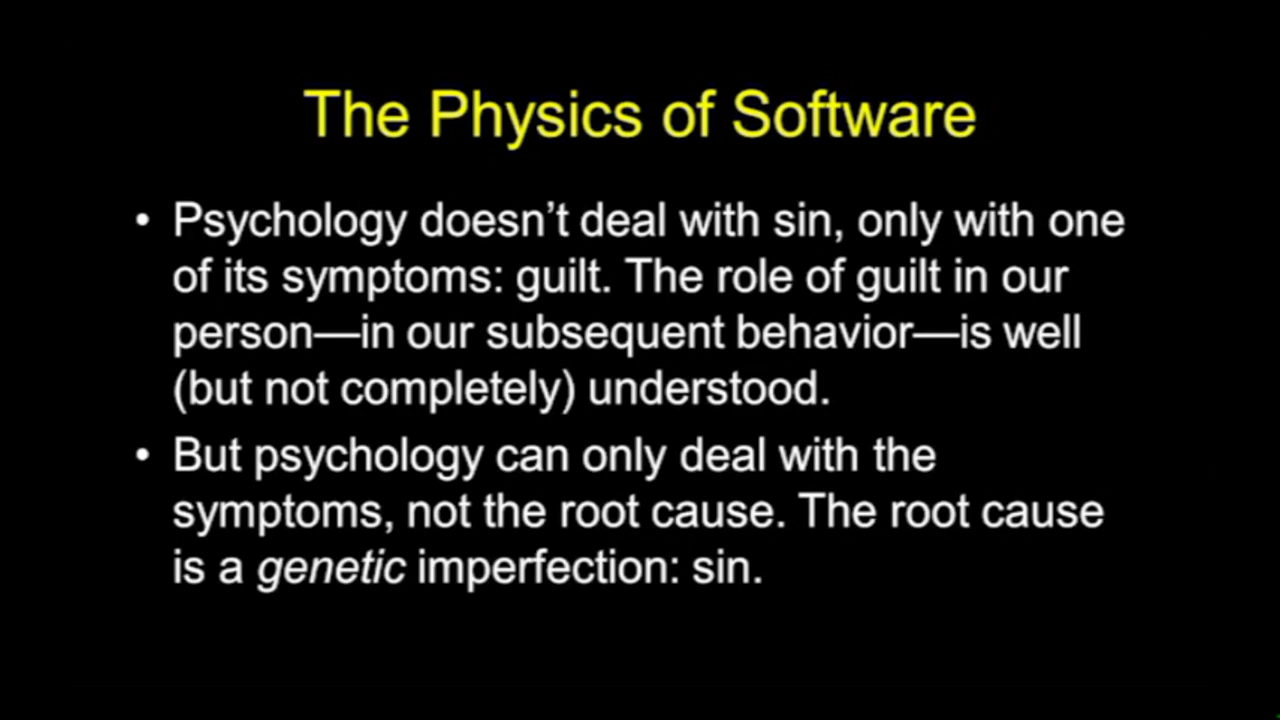 The Physics of Software
• Psychology doesn’t deal with sin, only with one
of its symptoms: guilt. The role of guilt in our
person—in our subsequent behavior—is well
(but not completely) understood.
• But psychology can only deal with the
symptoms, not the root cause. The root cause
is a genetic imperfection: sin.